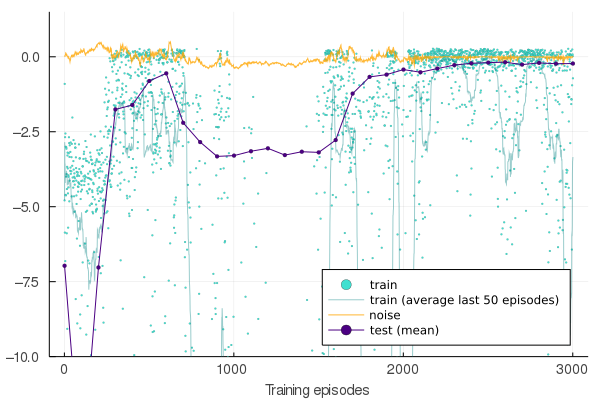 0.0
−2.5
−5.0
−7.5
−10.0
0
1000
2000
3000
Training episodes
train
train (average last 50 episodes)
noise
test (mean)